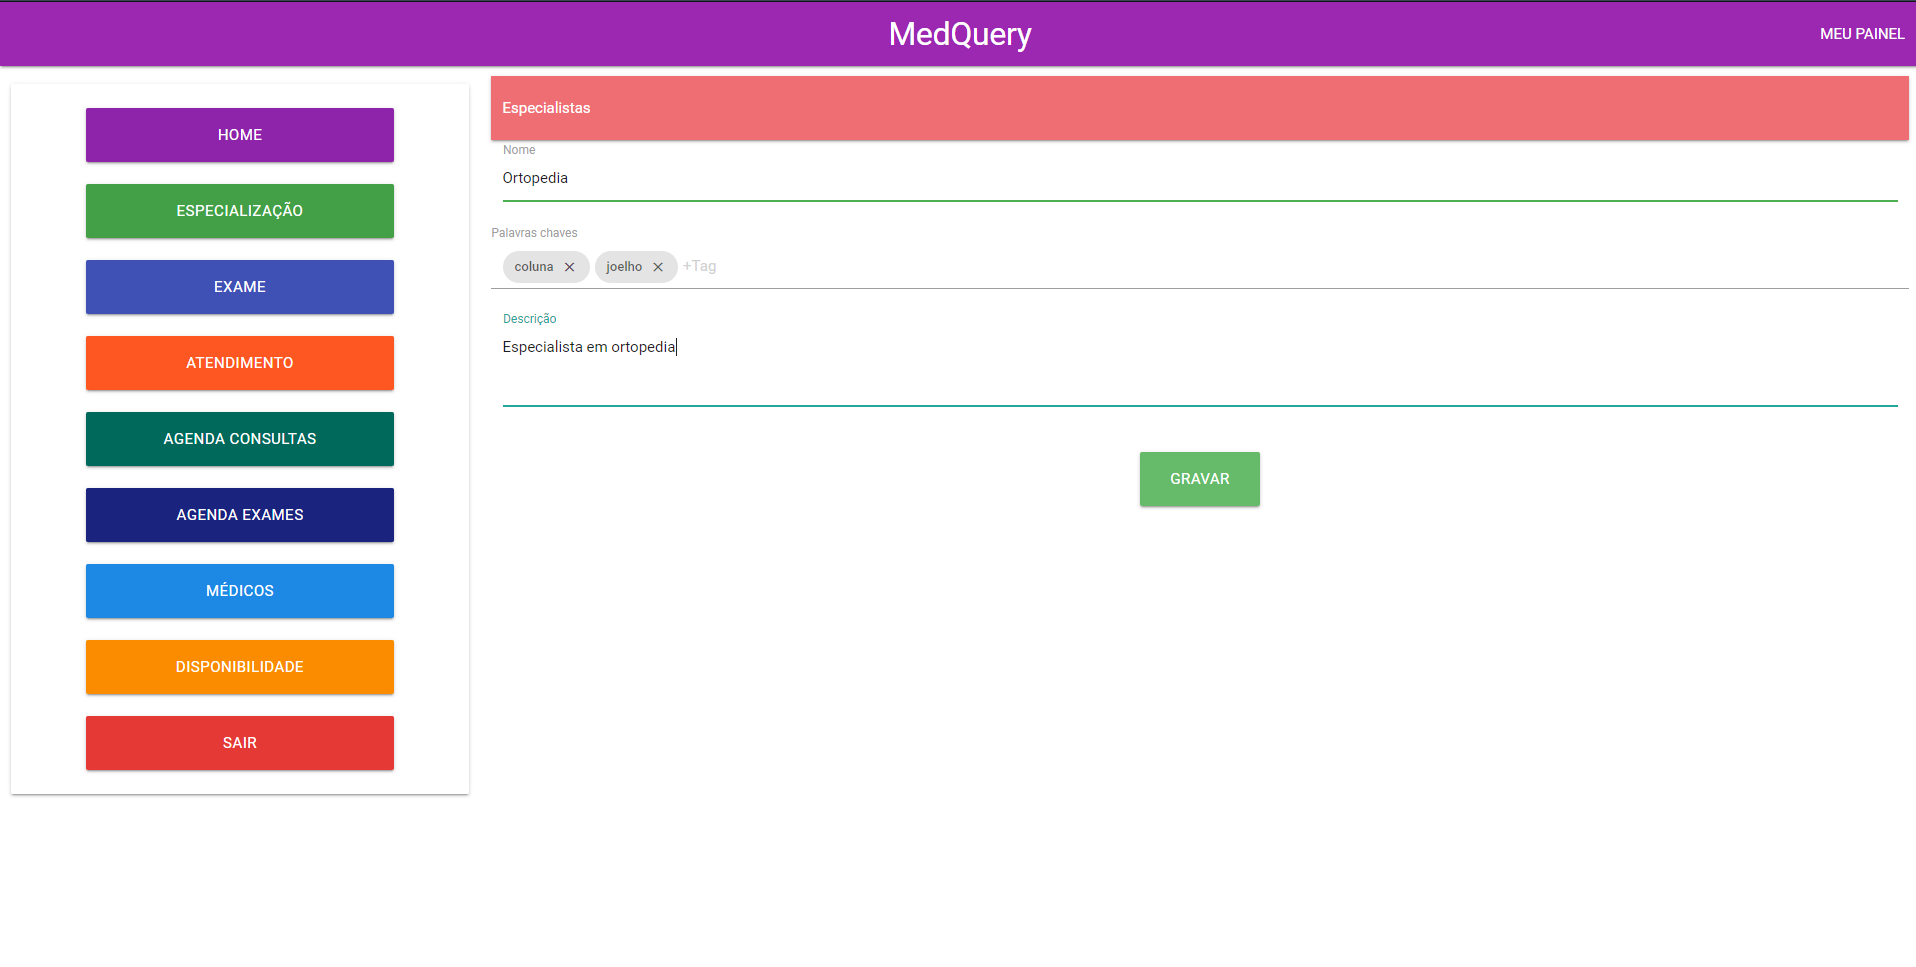 MedQuery
MEU PAINEL
HOME
ESPECIALIZAÇÃO
EXAME
ATENDIMENTO
AGENDA CONSULTAS
AGENDA EXAMES
MÉDICOS
DISPONIBILIDADE
SAIR
Especialistas
Nome
Ortopedia
Palavras chaves
coluna joelho +Tag
Descrição
Especialista em ortopedia
GRAVAR